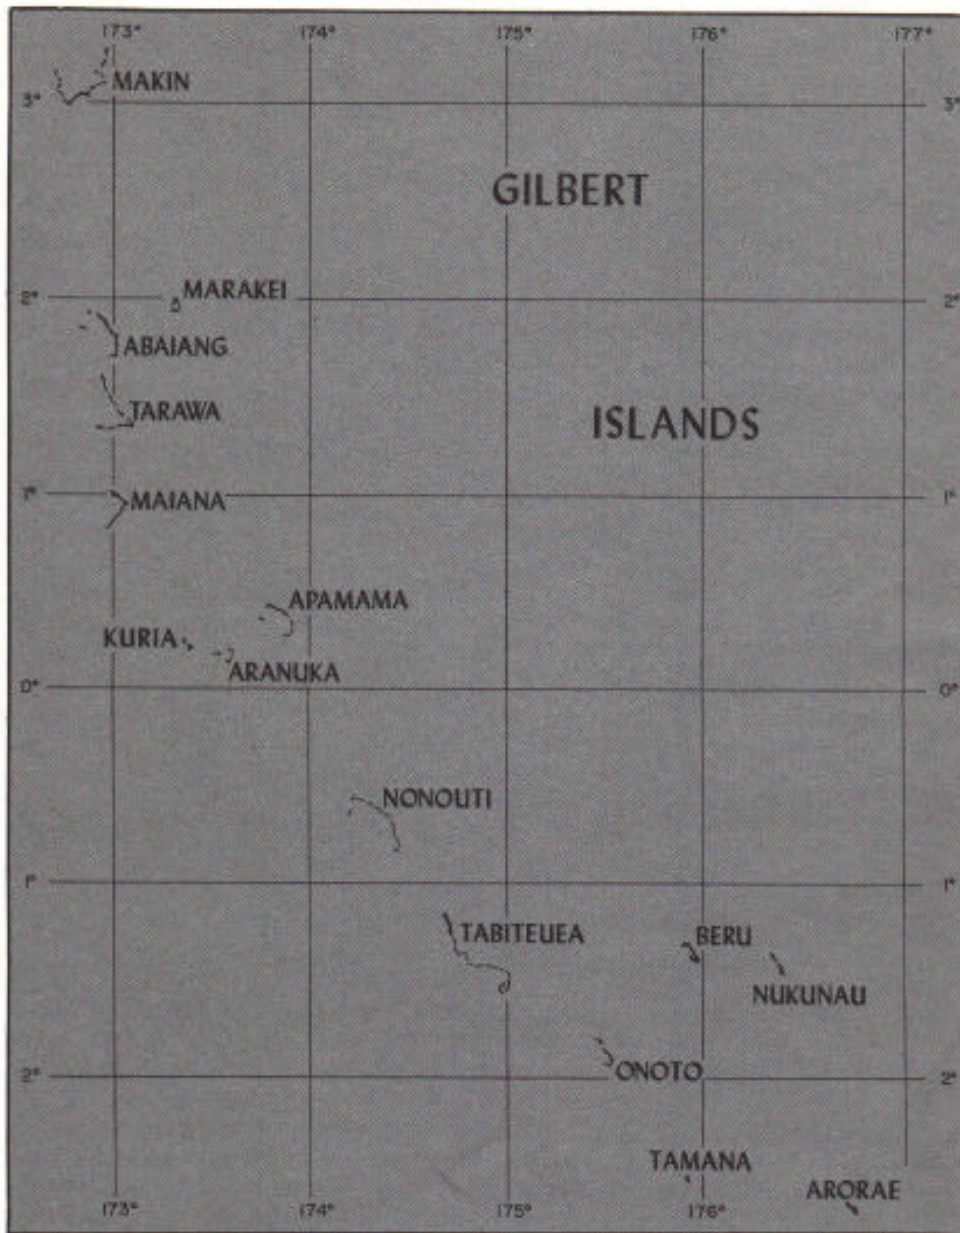 173° 174° 175° 176° 177°
MAKIN
3° 3°
GILBERT
MARAKEI
2° 2°
ABAIANG
TARAWA
ISLANDS
1° MAIANA 1°
APAMAMA
KURIA
ARANUKA
0° 0°
NONOUTI
1° 1°
TABITEUEA
BERU
NUKUNAU
ONOTO
2° 2°
TAMANA
ARORAE
173° 174° 175° 176°